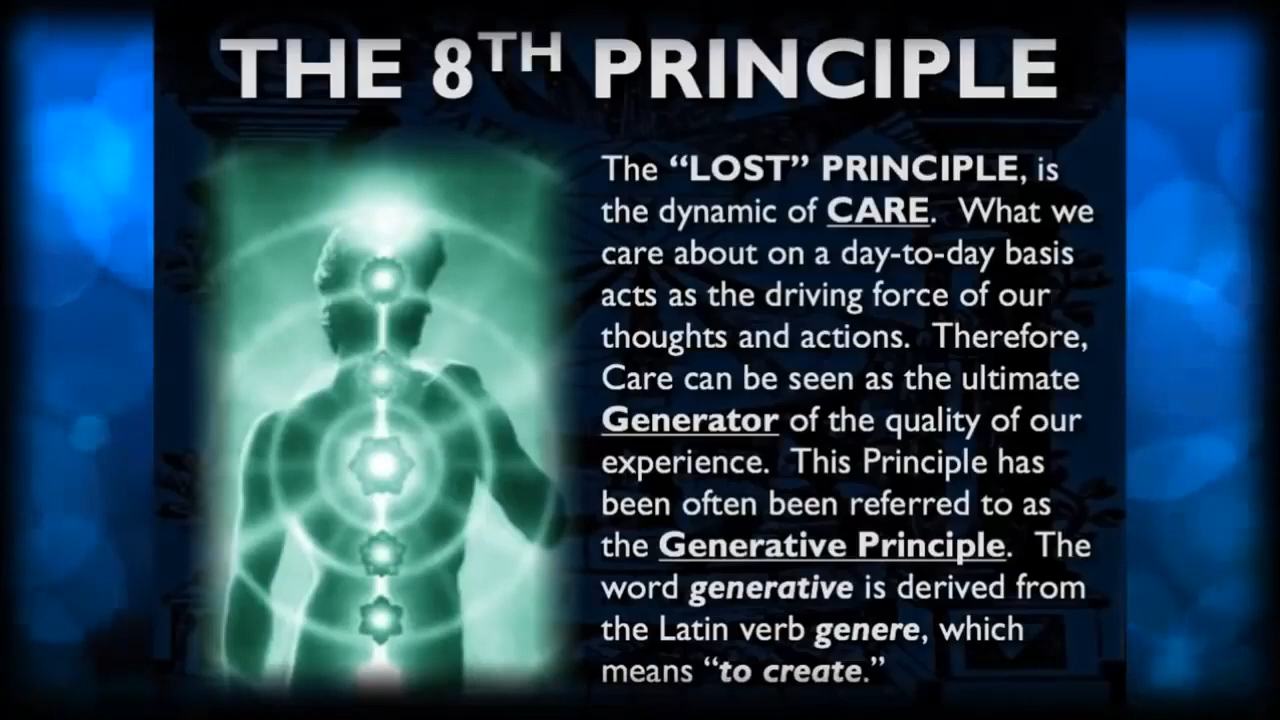 THE 8TH PRINCIPLE
The “LOST” PRINCIPLE, is
the dynamic of CARE. What we
care about on a day-to-day basis
acts as the driving force of our
thoughts and actions. Therefore,
Care can be seen as the ultimate
Generator of the quality of our
experience. This Principle has
been often been referred to as
the Generative Principle. The
word generative is derived from
the Latin verb genere, which
means “to create.”